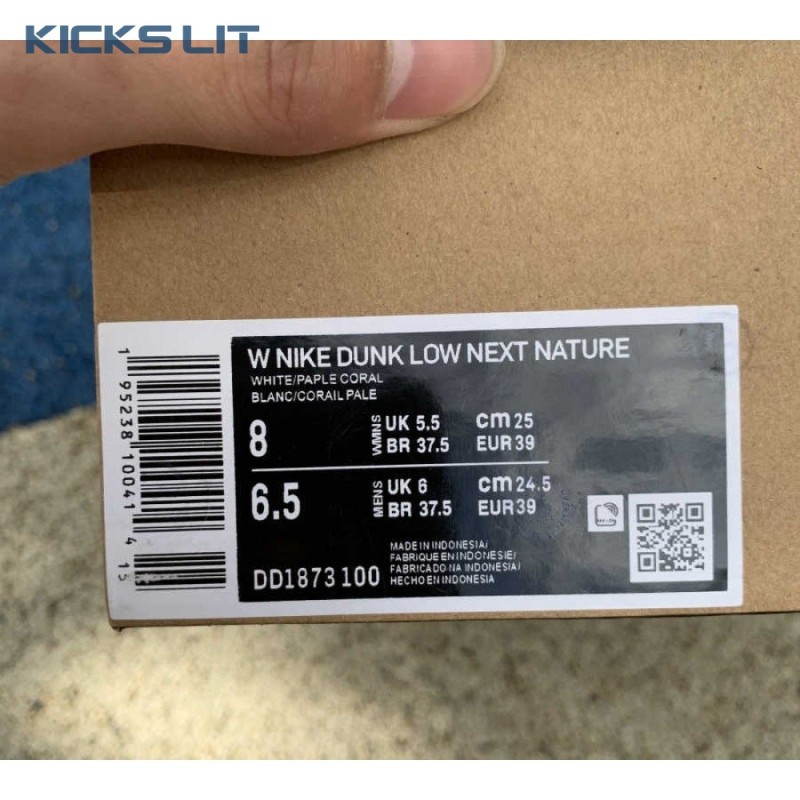 KICKS LIT
W NIKE DUNK LOW NEXT NATURE
WHITE/PAPLE CORAL
BLANC/CORAIL PALE
8 WMNS UK 5.5 cm 25
BR 37.5 EUR 39
6.5 MENS UK 6 cm 24.5
BR 37.5 EUR 39
DD1873 100
MADE IN INDONESIA/
FABRIQUE EN INDONESIE/
FABRICADO NA INDONESIA/
HECHO EN INDONESIA
1 95238 10041 4 15